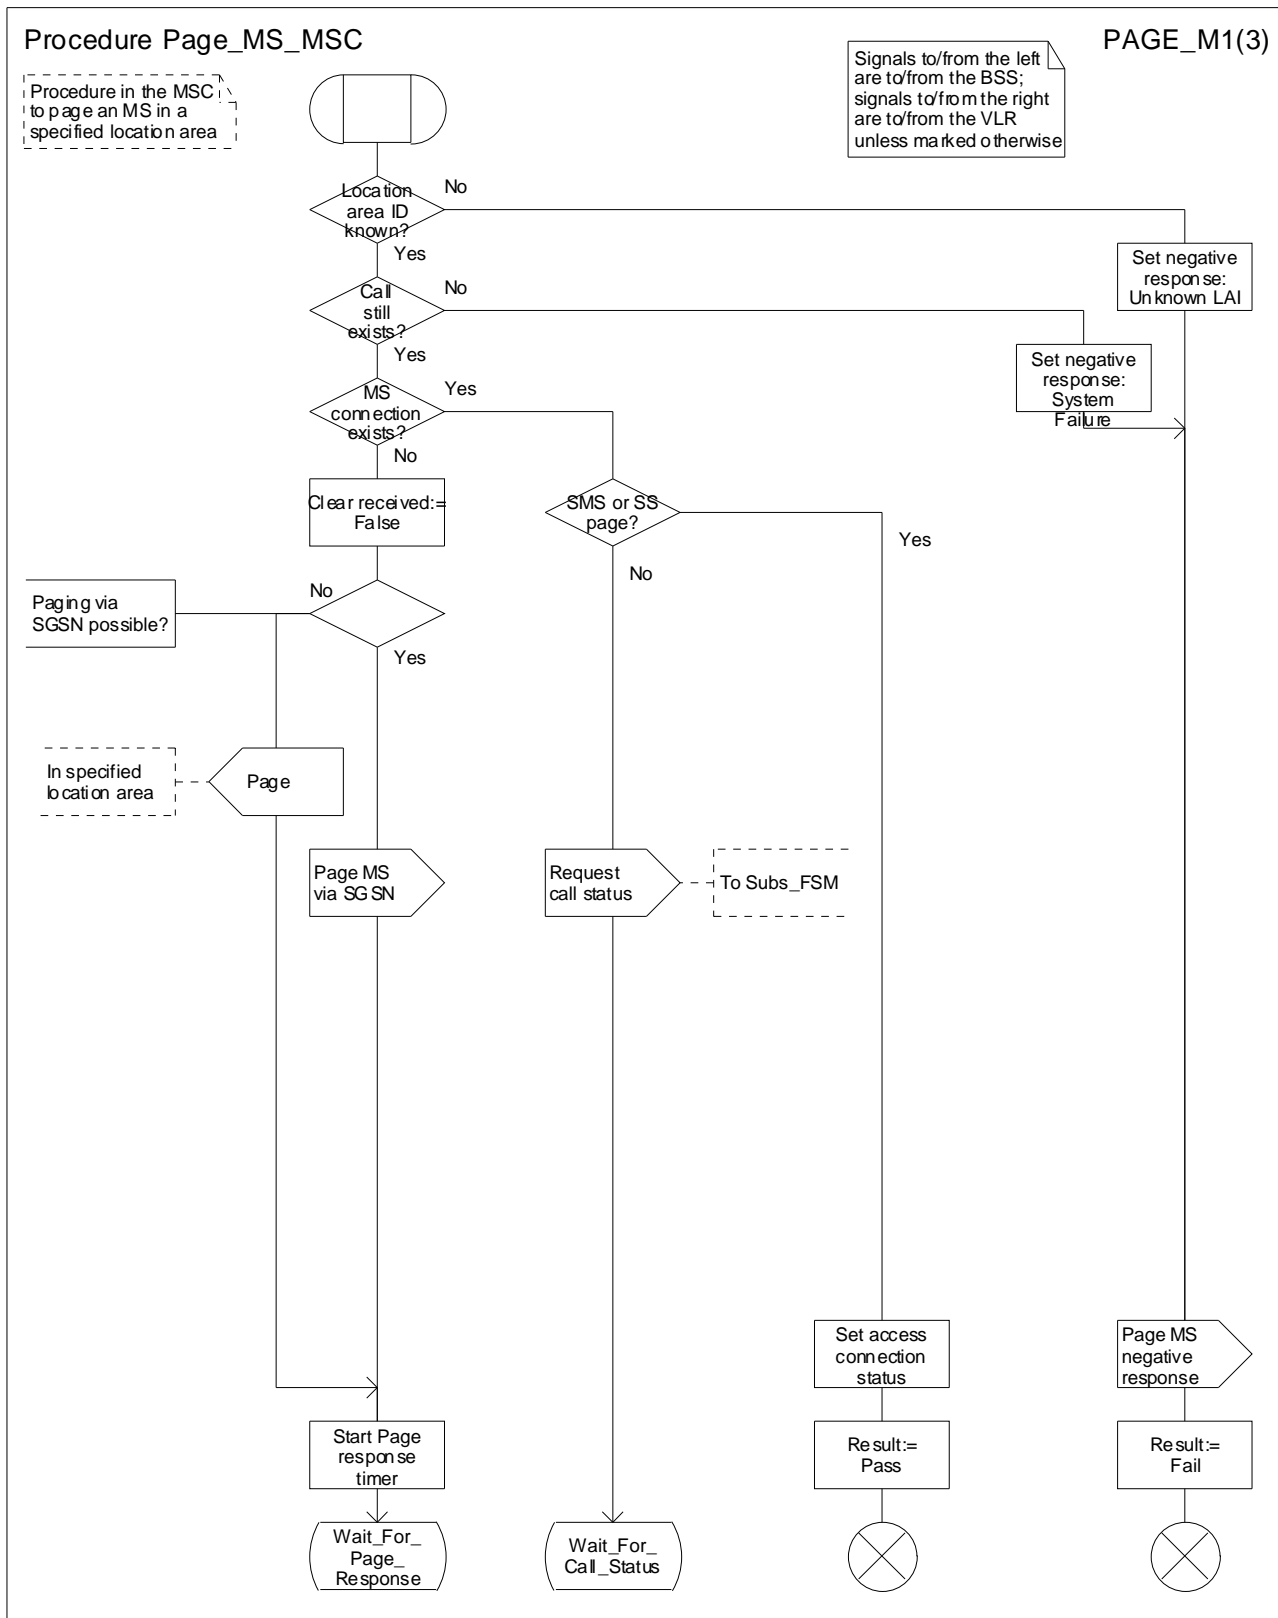 Procedure Page_MS_MSC
PAGE_M1(3)
Procedure in the MSC
to page an MS in a
specified location area
Signals to/from the left
are to/from the BSS;
signals to/from the right
are to/from the VLR
unless marked otherwise
Location
area ID
known?
No
Yes
Set negative
response:
Unknown LAI
Call
still
exists?
No
Yes
Set negative
response:
System
Failure
MS
connection
exists?
Yes
No
Clear received:=
False
SMS or SS
page?
Yes
No
Paging via
SGSN possible?
No
Yes
In specified
location area
Page
Page MS
via SGSN
Request
call status
To Subs_FSM
Set access
connection
status
Page MS
negative
response
Start Page
response
timer
Result:=
Pass
Result:=
Fail
Wait_For_
Page_
Response
Wait_For_
Call_Status